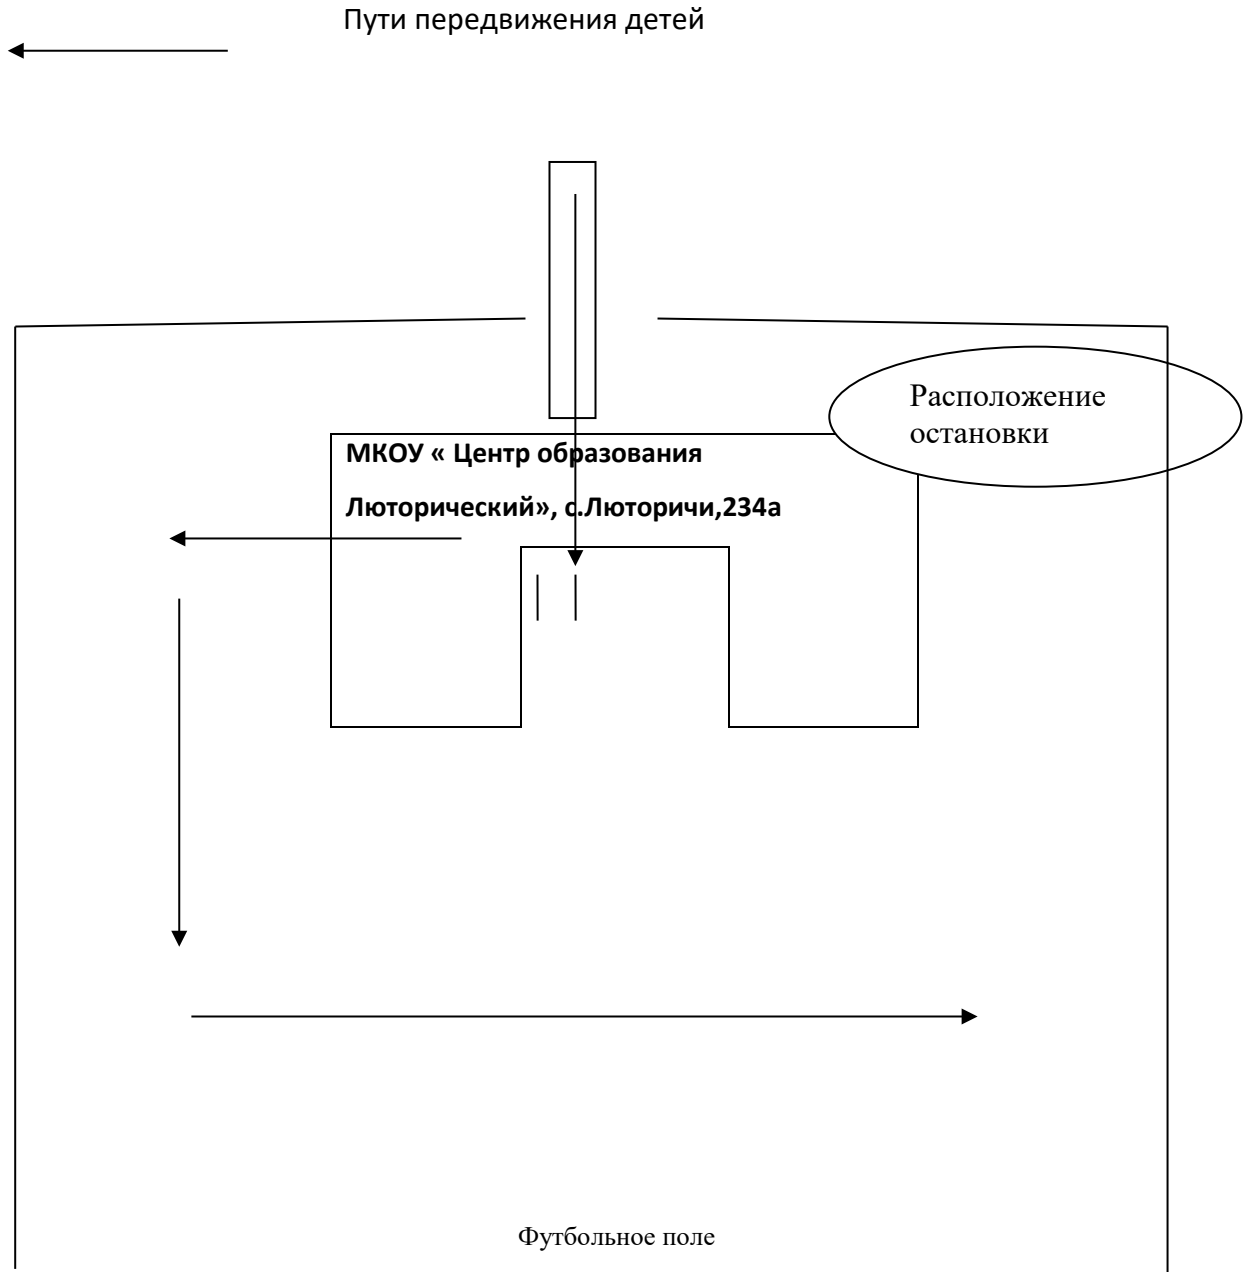 Пути передвижения детей
Расположение
остановки
МКОУ « Центр образования
Люторический», с.Люторичи,234а
Футбольное поле